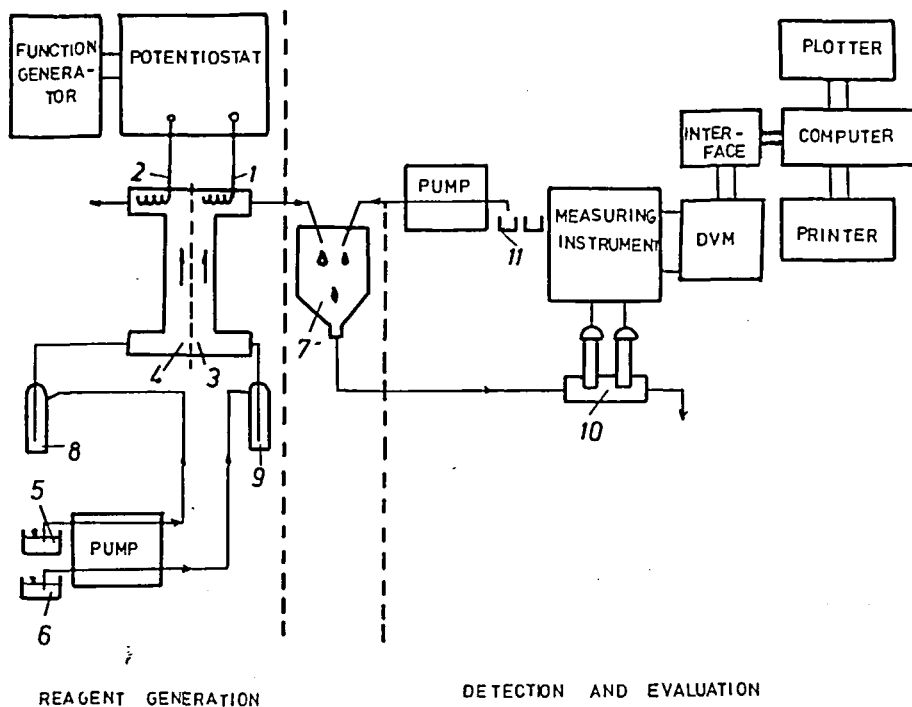 FUNCTION
GENERA-
TOR
POTENTIOSTAT
2
1
4
3
8
9
5
6
PUMP
7
PUMP
11
MEASURING
INSTRUMENT
10
DVM
INTER-
FACE
PLOTTER
COMPUTER
PRINTER
REAGENT GENERATION
DETECTION AND EVALUATION